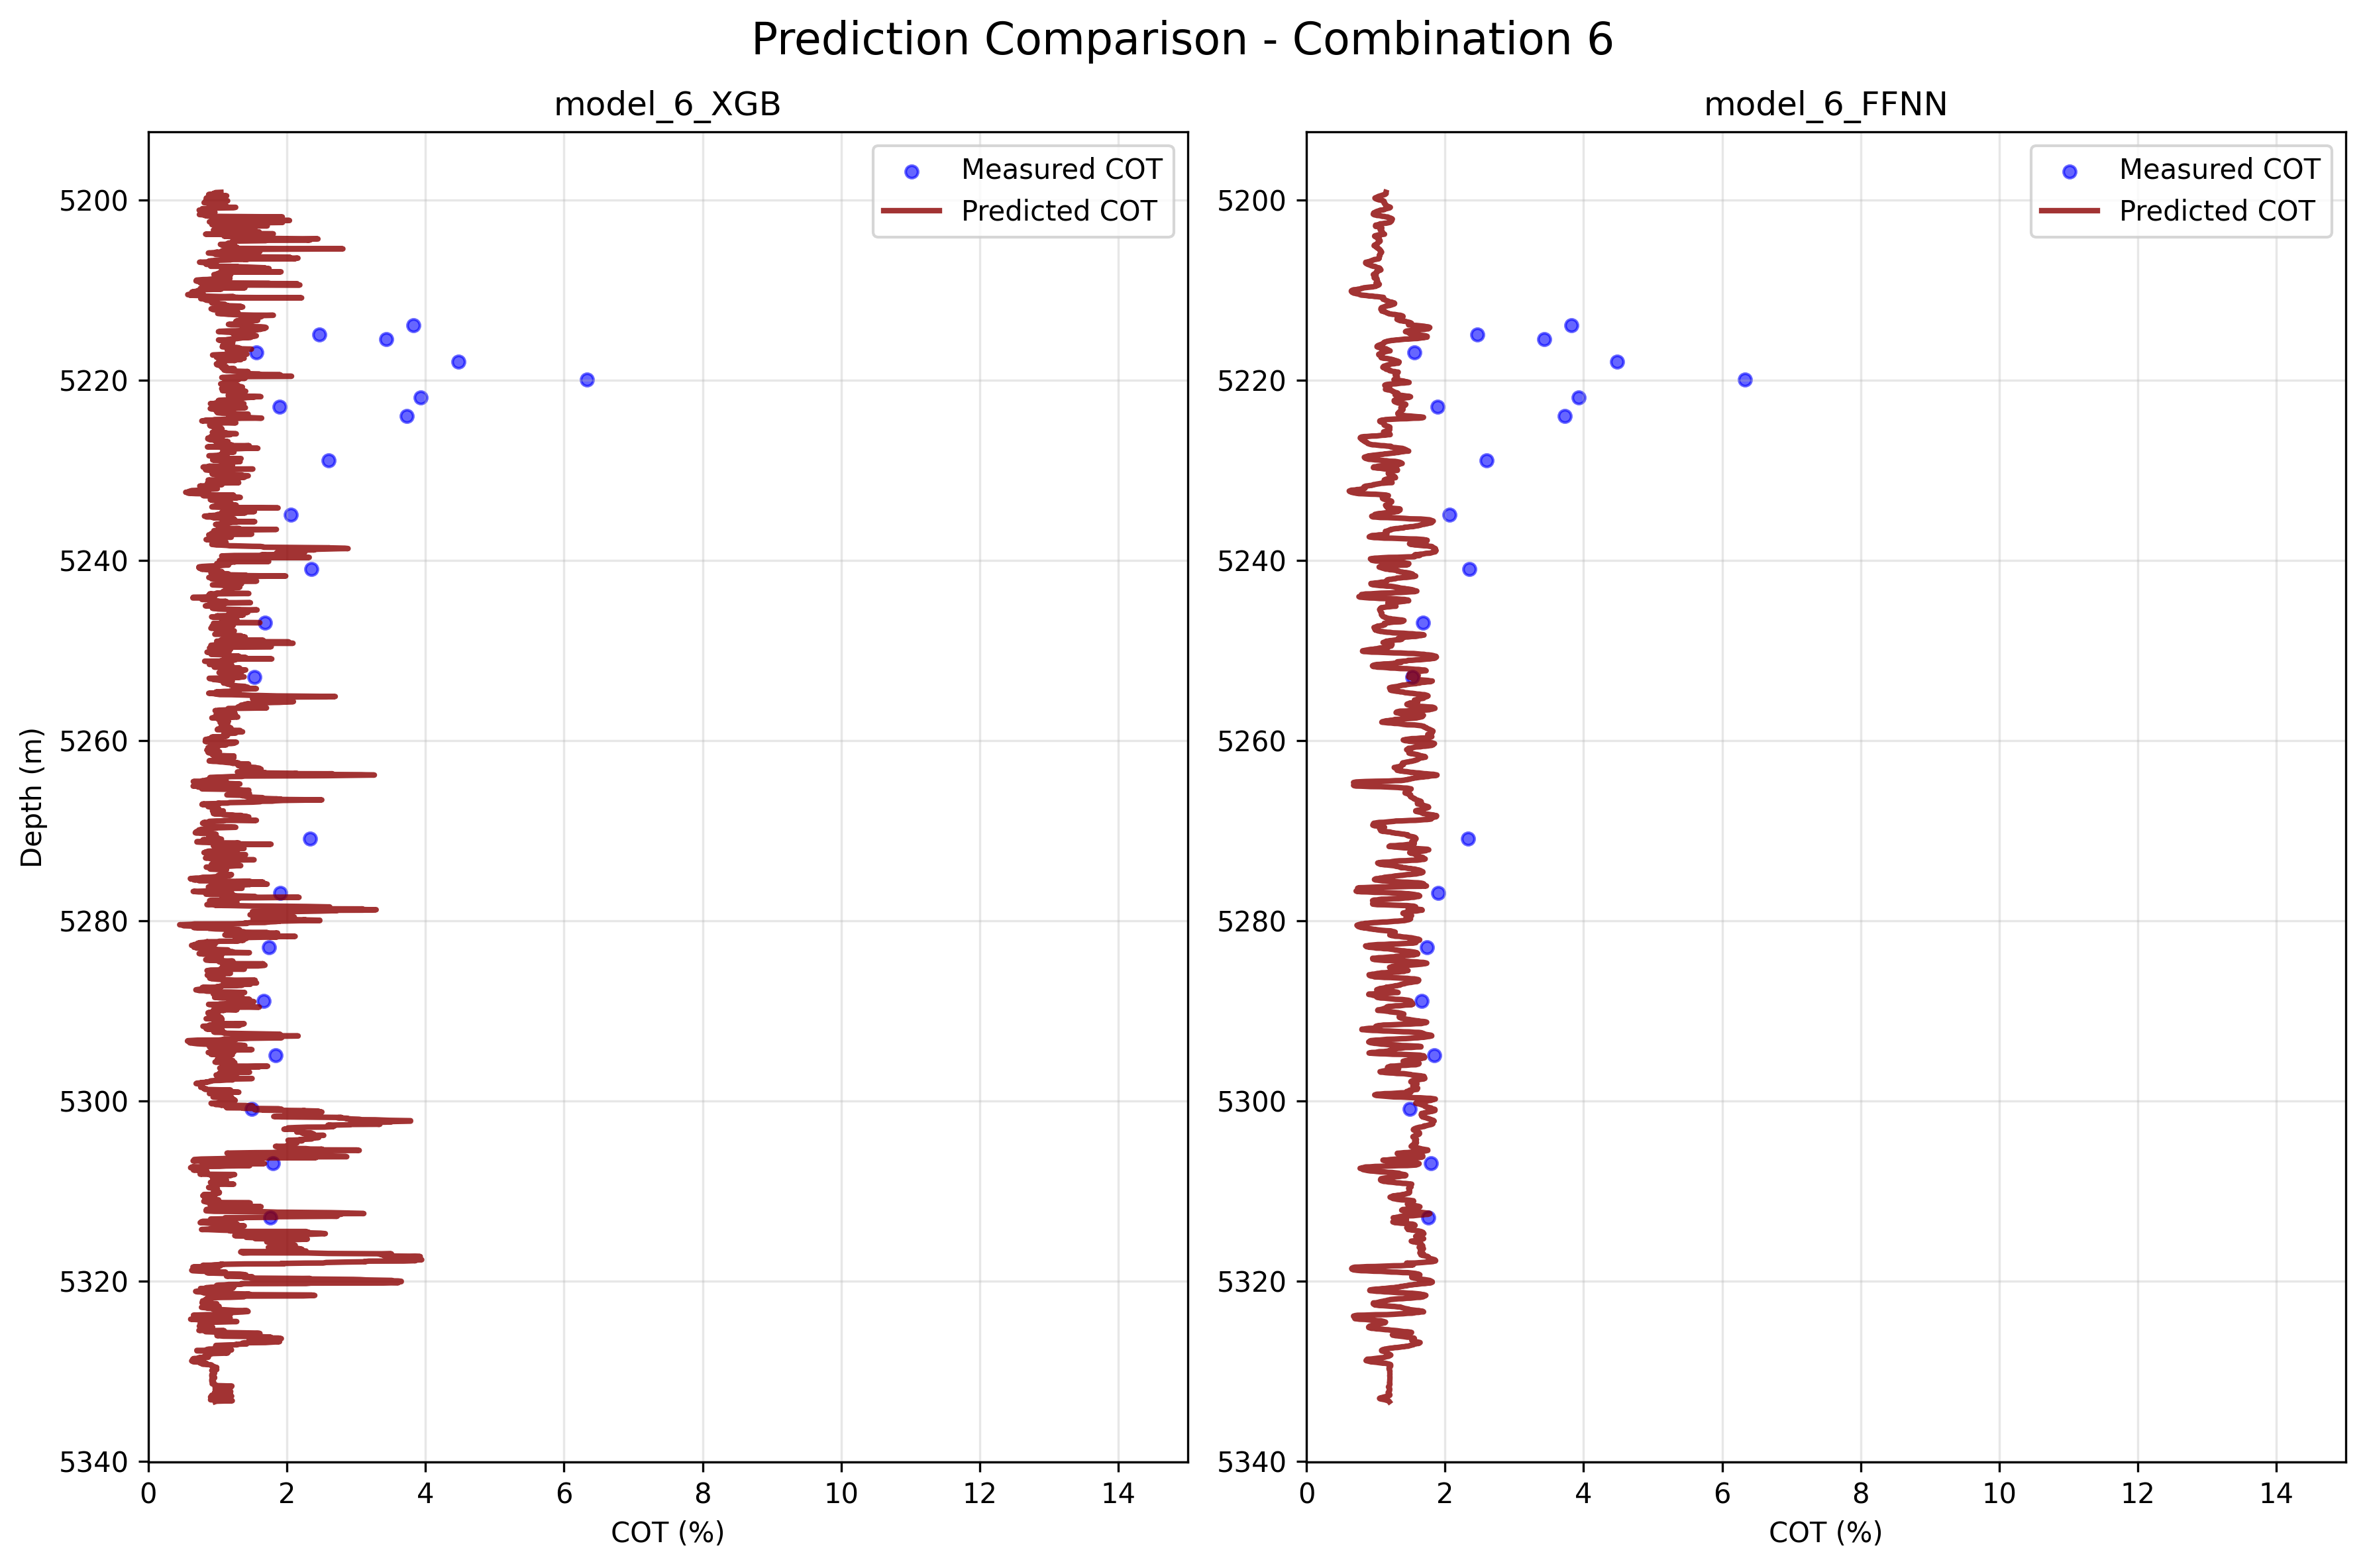 Prediction Comparison - Combination 6
model_6_XGB
Measured COT
Predicted COT
Depth (m)
5200
5220
5240
5260
5280
5300
5320
5340
0 2 4 6 8 10 12 14
COT (%)
model_6_FFNN
Measured COT
Predicted COT
5200
5220
5240
5260
5280
5300
5320
5340
0 2 4 6 8 10 12 14
COT (%)